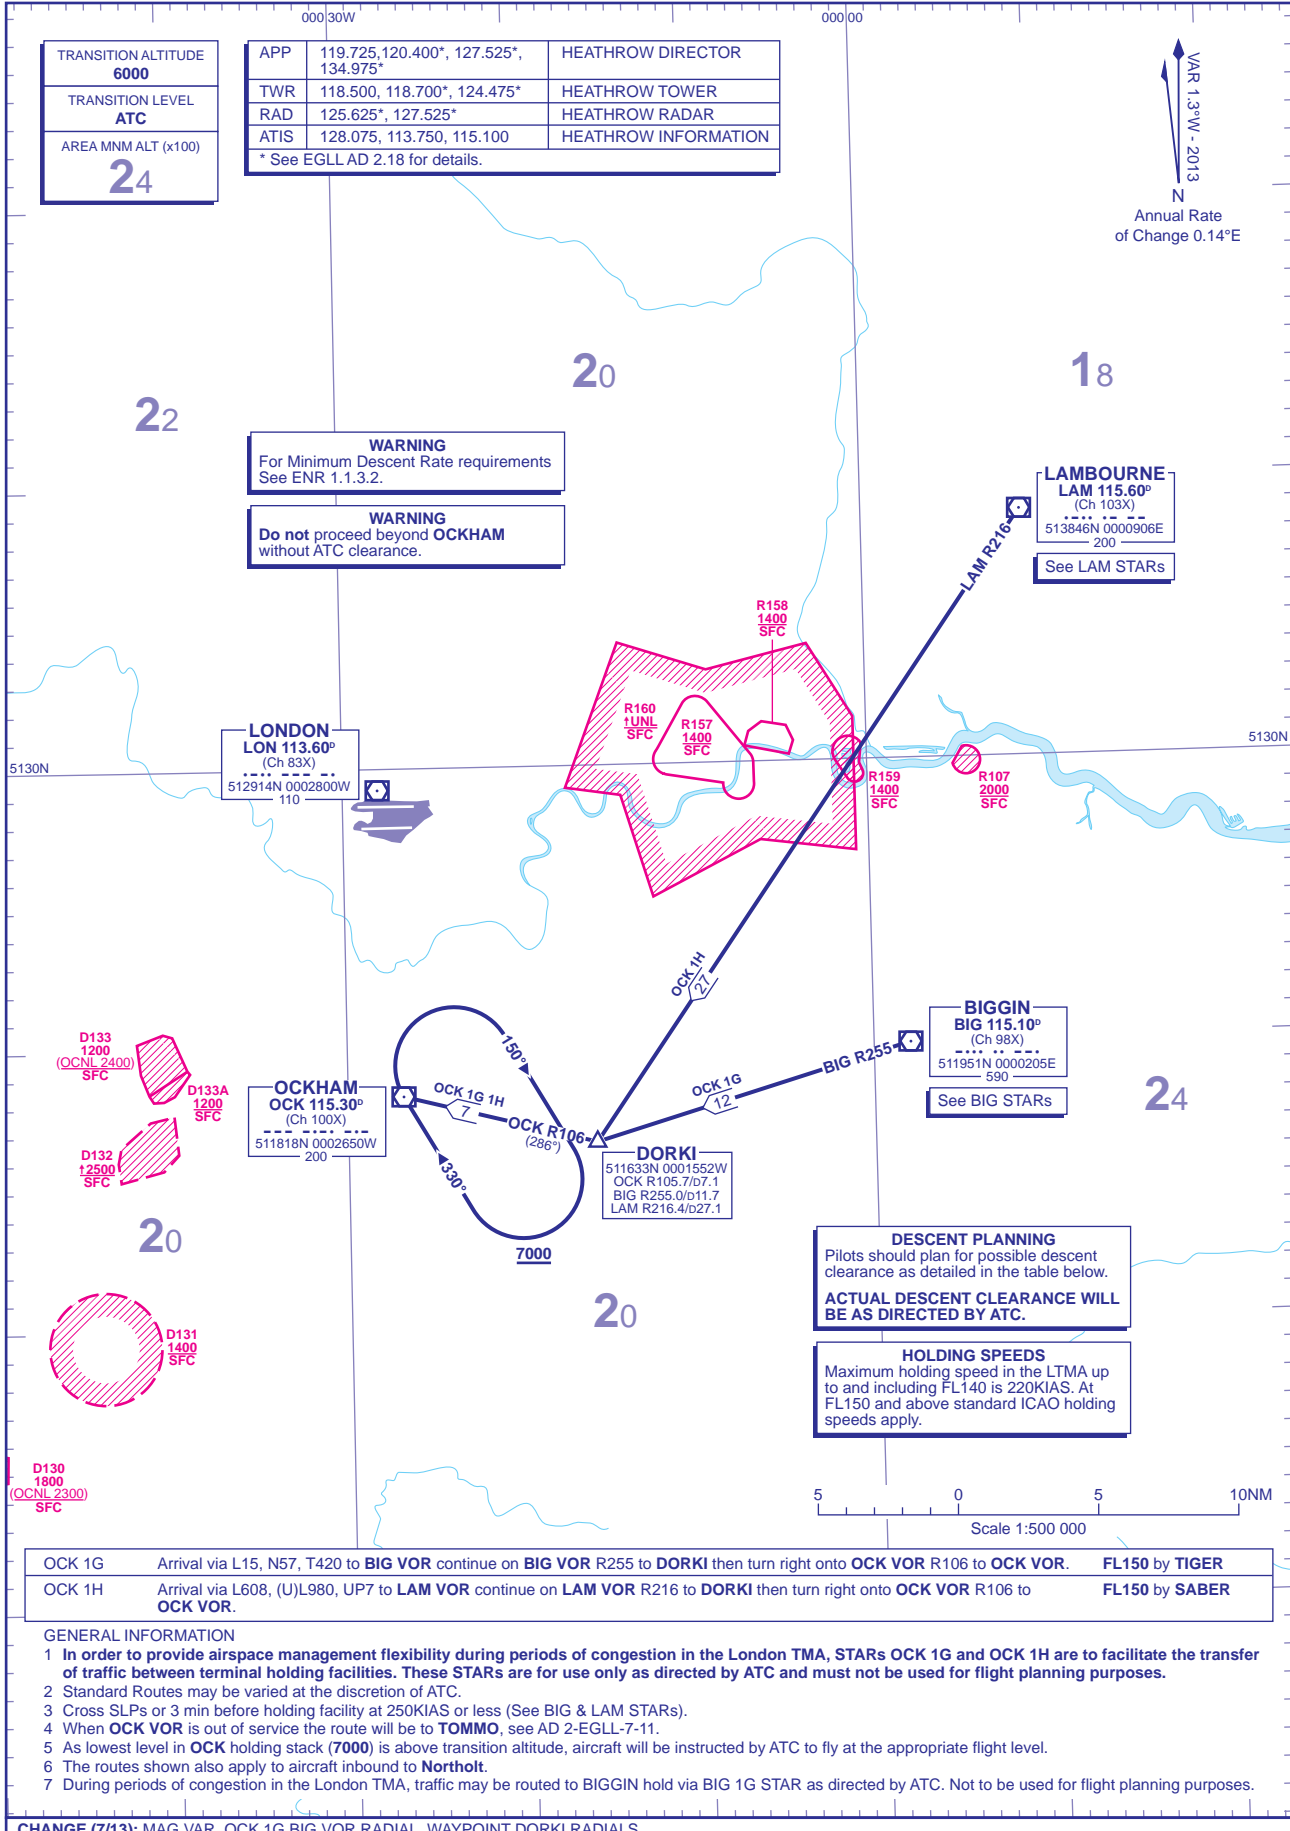 000 30W
000 00
TRANSITION ALTITUDE
6000
TRANSITION LEVEL
ATC
AREA MNM ALT (x100)
24
APP 119.725,120.400*, 127.525*, 134.975* HEATHROW DIRECTOR
TWR 118.500, 118.700*, 124.475* HEATHROW TOWER
RAD 125.625*, 127.525* HEATHROW RADAR
ATIS 128.075, 113.750, 115.100 HEATHROW INFORMATION
* See EGLL AD 2.18 for details.
VAR 1.3°W - 2013
N
Annual Rate
of Change 0.14°E
22
20
18
WARNING
For Minimum Descent Rate requirements
See ENR 1.1.3.2.
WARNING
Do not proceed beyond OCKHAM
without ATC clearance.
LAMBOURNE
LAM 115.60D
(Ch 103X)
513846N 0000906E
200
See LAM STARs
LAM R216
R158
1400
SFC
R160
↑UNL
SFC
R157
1400
SFC
R159
1400
SFC
R107
2000
SFC
5130N
5130N
LONDON
LON 113.60D
(Ch 83X)
512914N 0002800W
110
OCK 1H
27
BIGGIN
BIG 115.10D
(Ch 98X)
511951N 0000205E
590
See BIG STARs
BIG R255
OCK 1G
12
24
D133
1200
(OCNL 2400)
SFC
D133A
1200
SFC
D132
↑2500
SFC
20
OCKHAM
OCK 115.30D
(Ch 100X)
511818N 0002650W
200
150°
OCK 1G 1H
7
OCK R106
(286°)
330°
7000
DORKI
511633N 0001552W
OCK R105.7/D7.1
BIG R255.0/D11.7
LAM R216.4/D27.1
20
D131
1400
SFC
D130
1800
(OCNL 2300)
SFC
DESCENT PLANNING
Pilots should plan for possible descent
clearance as detailed in the table below.
ACTUAL DESCENT CLEARANCE WILL
BE AS DIRECTED BY ATC.
HOLDING SPEEDS
Maximum holding speed in the LTMA up
to and including FL140 is 220KIAS. At
FL150 and above standard ICAO holding
speeds apply.
5 0 5 10NM
Scale 1:500 000
OCK 1G Arrival via L15, N57, T420 to BIG VOR continue on BIG VOR R255 to DORKI then turn right onto OCK VOR R106 to OCK VOR. FL150 by TIGER
OCK 1H Arrival via L608, (U)L980, UP7 to LAM VOR continue on LAM VOR R216 to DORKI then turn right onto OCK VOR R106 to FL150 by SABER
OCK VOR.
GENERAL INFORMATION
1 In order to provide airspace management flexibility during periods of congestion in the London TMA, STARs OCK 1G and OCK 1H are to facilitate the transfer
of traffic between terminal holding facilities. These STARs are for use only as directed by ATC and must not be used for flight planning purposes.
2 Standard Routes may be varied at the discretion of ATC.
3 Cross SLPs or 3 min before holding facility at 250KIAS or less (See BIG & LAM STARs).
4 When OCK VOR is out of service the route will be to TOMMO, see AD 2-EGLL-7-11.
5 As lowest level in OCK holding stack (7000) is above transition altitude, aircraft will be instructed by ATC to fly at the appropriate flight level.
6 The routes shown also apply to aircraft inbound to Northolt.
7 During periods of congestion in the London TMA, traffic may be routed to BIGGIN hold via BIG 1G STAR as directed by ATC. Not to be used for flight planning purposes.
CHANGE (7/13): MAG VAR, OCK 1G BIG VOR RADIAL, WAYPOINT DORKI RADIALS.